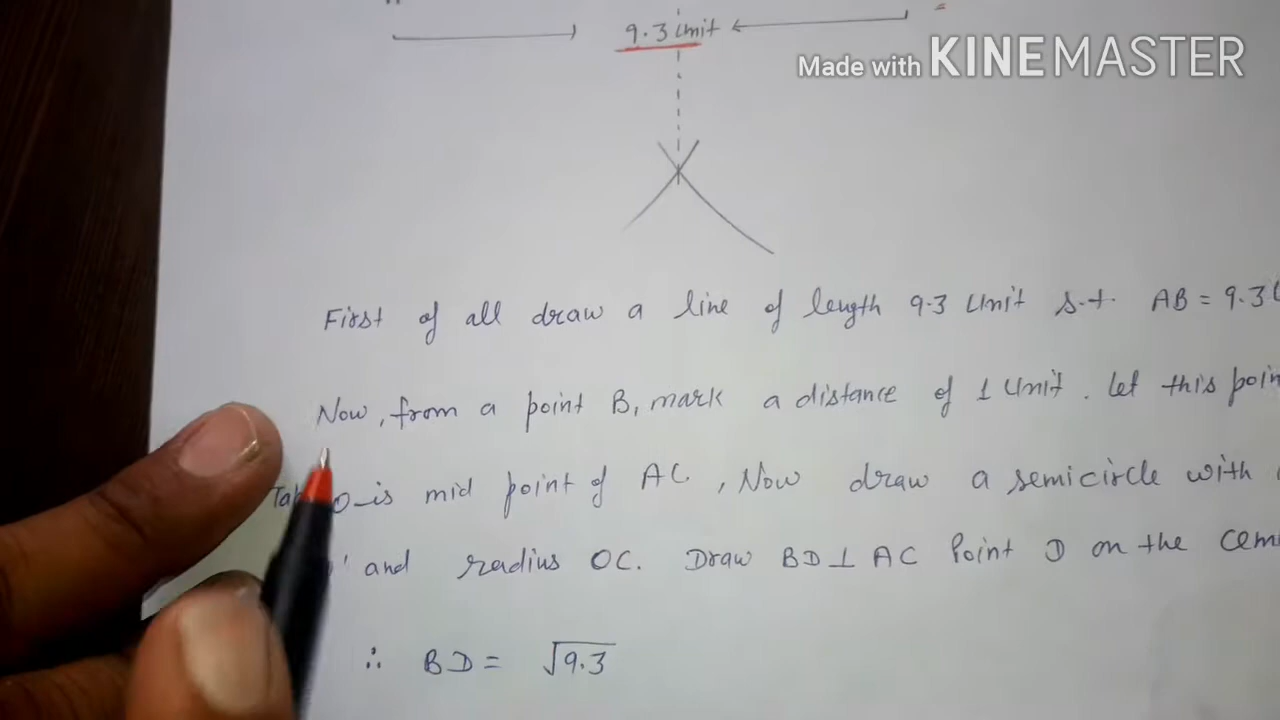 9.3 Unit
Made with KINEMASTER
First of all draw a line of length 9.3 Unit s.t. AB = 9.3
Now, from a point B, mark a distance of 1 Unit. Let this poin
O is mid point of AC, Now draw a semicircle with
and radius OC. Draw BD⊥AC Point D on the cem
∴ BD = √9.3